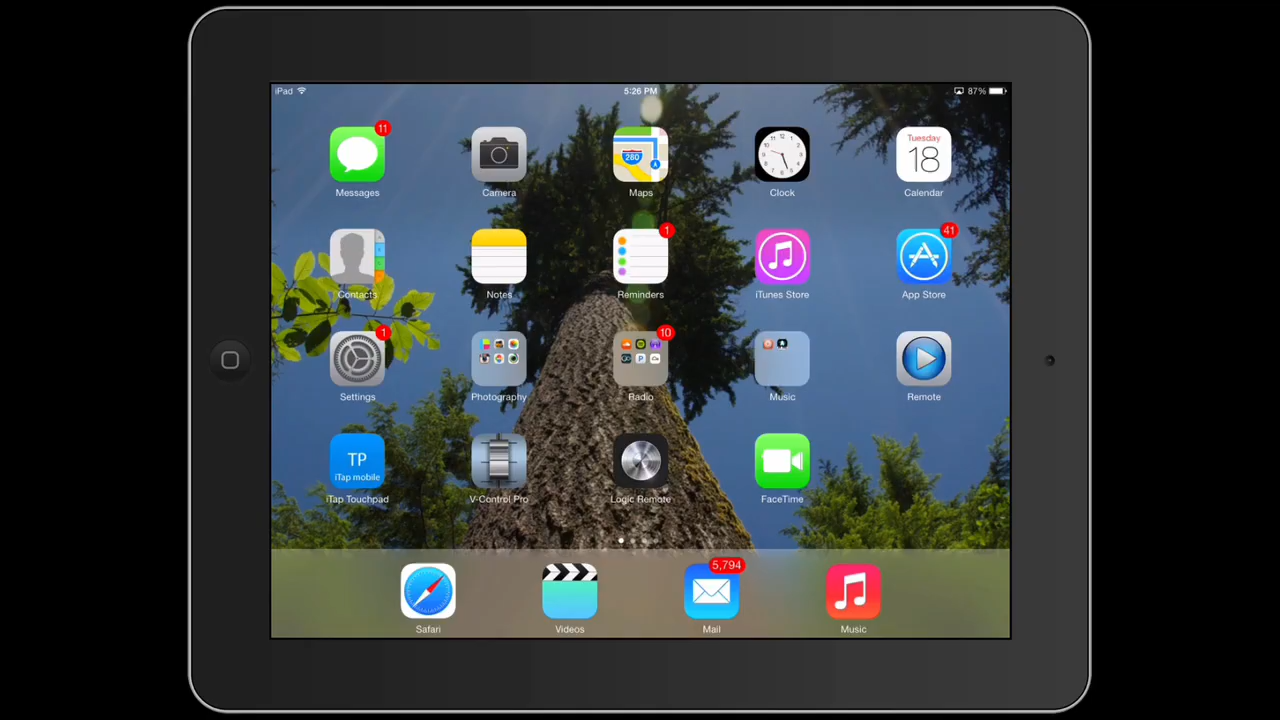 iPad 5:26 PM 87%
11
Messages Camera Maps Clock Calendar
280
Tuesday
18
1 41
Contacts Notes Reminders iTunes Store App Store
1 10
Settings Photography Radio Music Remote
TP
iTap mobile
iTap Touchpad V-Control Pro Logic Remote FaceTime
5,794
Safari Videos Mail Music